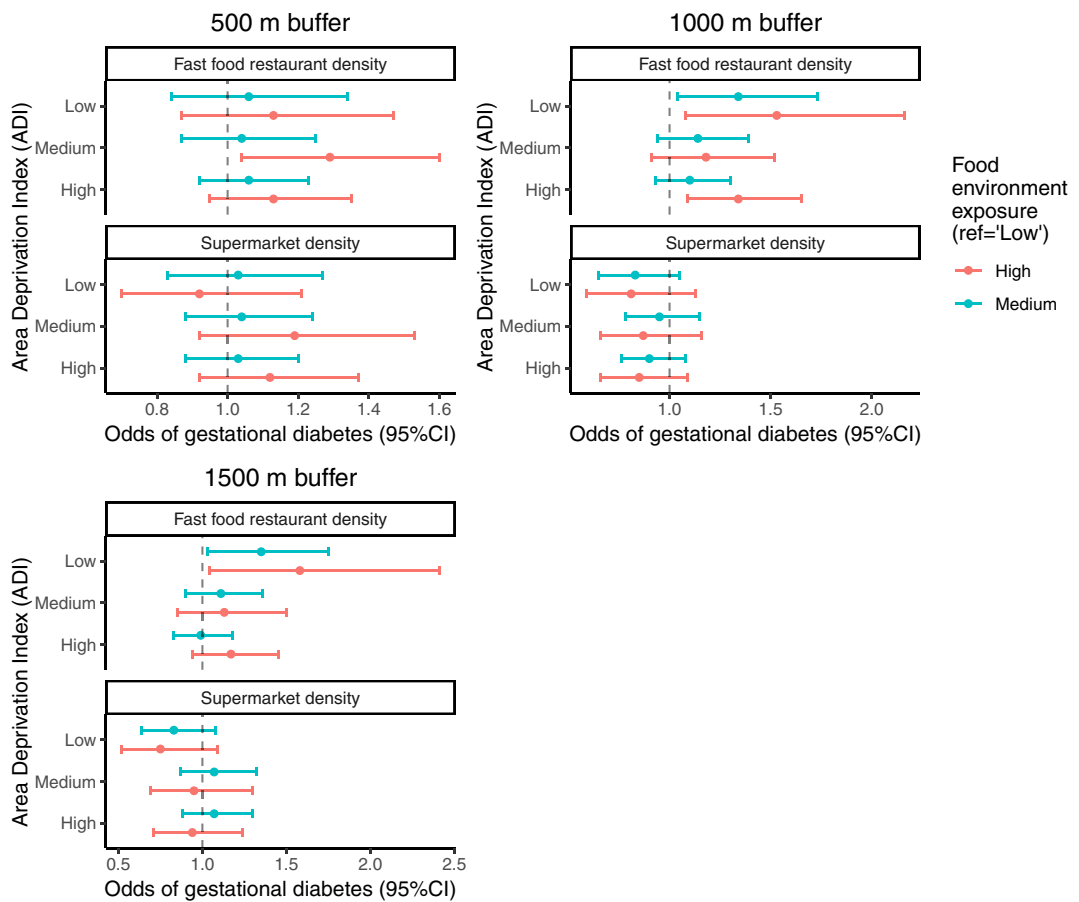 500 m buffer
Fast food restaurant density
Area Deprivation Index (ADI)
Low
Medium
High
Supermarket density
Low
Medium
High
0.8 1.0 1.2 1.4 1.6
Odds of gestational diabetes (95%CI)
1000 m buffer
Fast food restaurant density
Area Deprivation Index (ADI)
Low
Medium
High
Supermarket density
Low
Medium
High
1.0 1.5 2.0
Odds of gestational diabetes (95%CI)
Food
environment
exposure
(ref='Low')
High
Medium
1500 m buffer
Fast food restaurant density
Area Deprivation Index (ADI)
Low
Medium
High
Supermarket density
Low
Medium
High
0.5 1.0 1.5 2.0 2.5
Odds of gestational diabetes (95%CI)